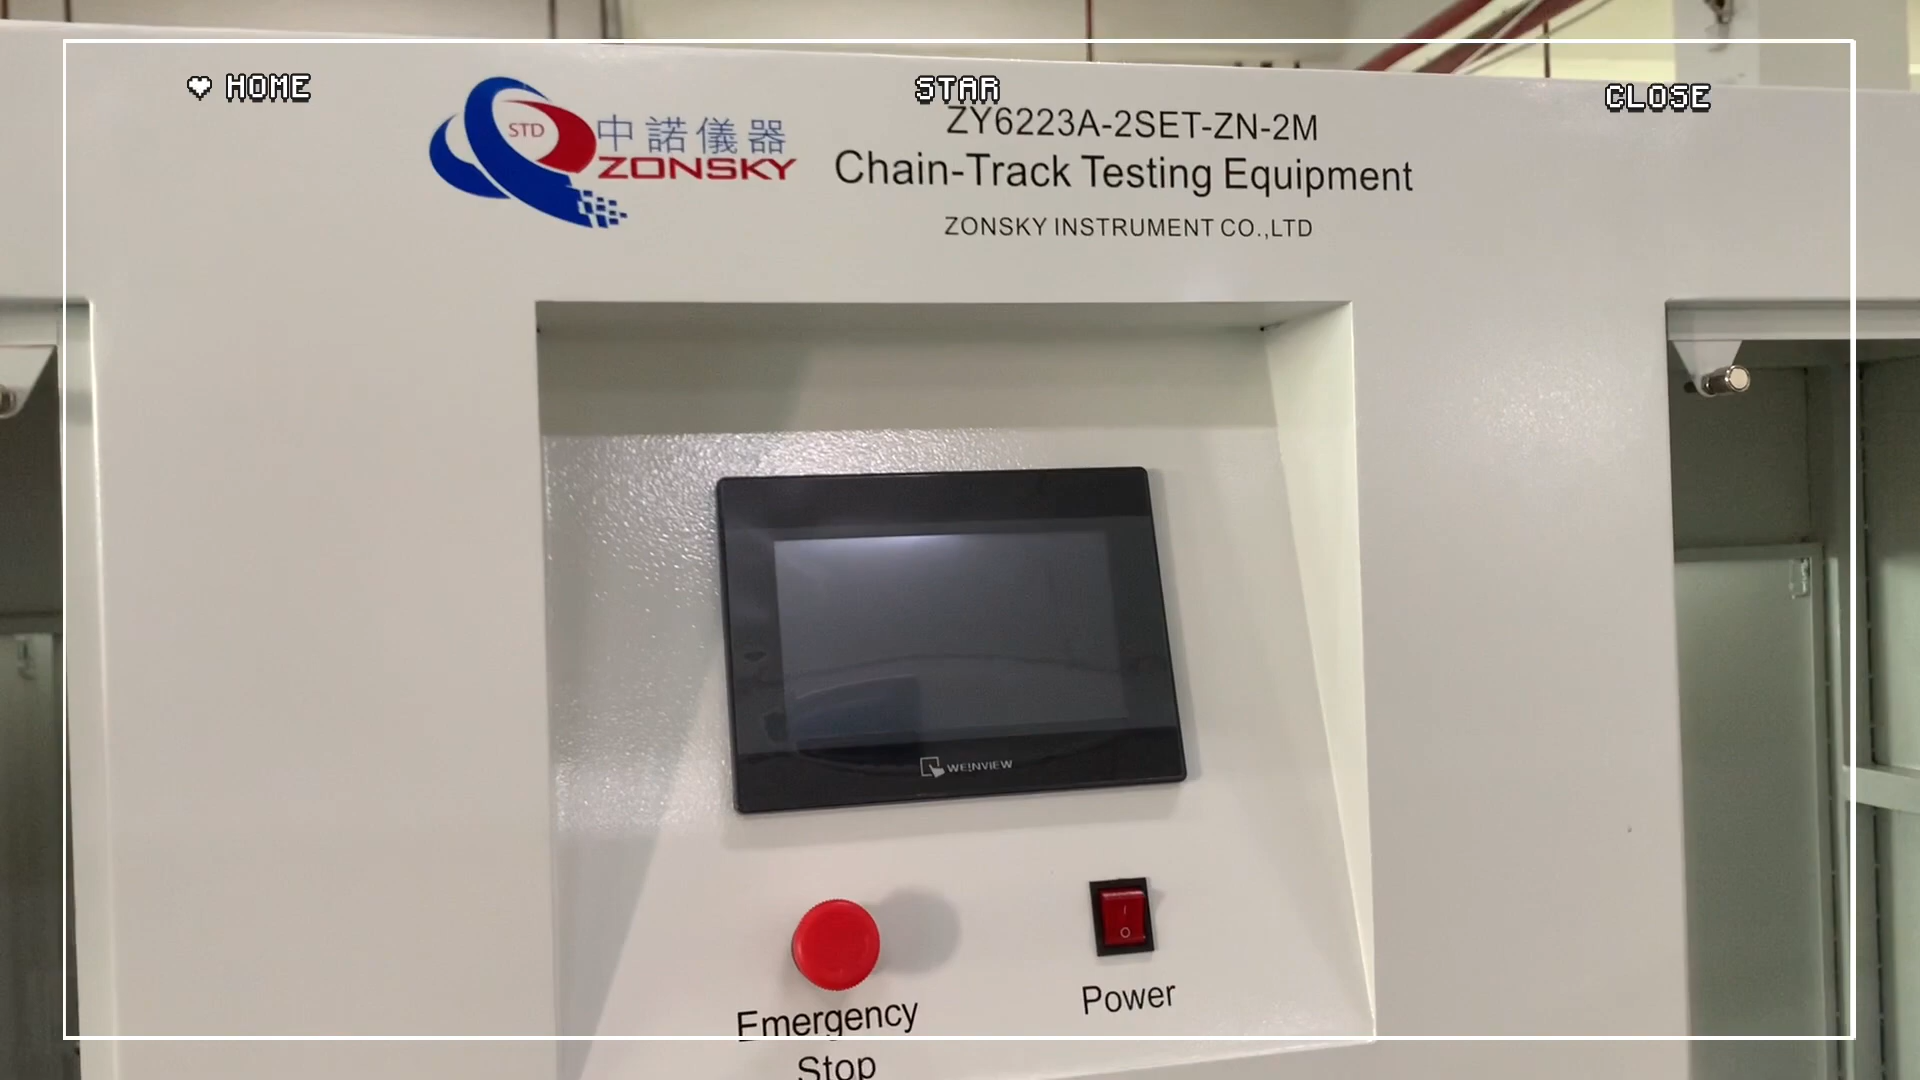 ♥ HOME
STAR
CLOSE
STD
中諾儀器
ZONSKY
ZY6223A-2SET-ZN-2M
Chain-Track Testing Equipment
ZONSKY INSTRUMENT CO.,LTD
WEINVIEW
Emergency
Stop
Power